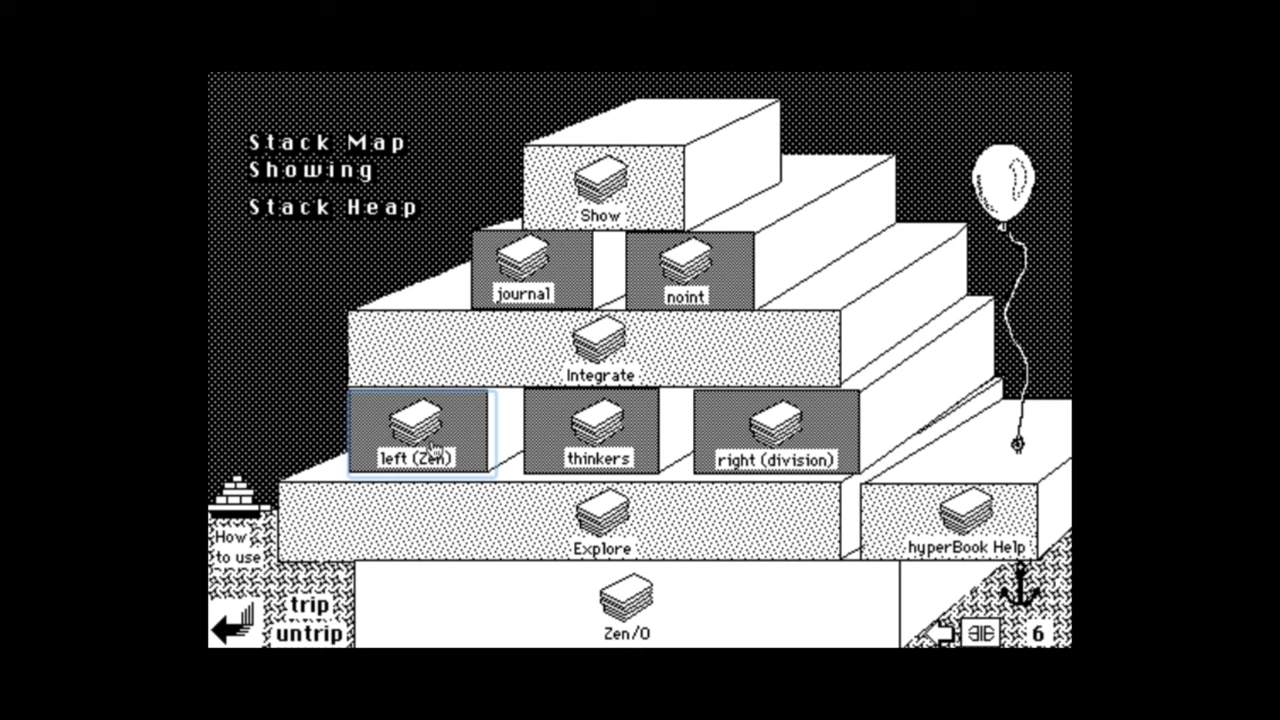 Stack Map
Showing
Stack Heap
Show
journal
noint
Integrate
left (Zen)
thinkers
right (division)
Explore
hyperBook Help
How
to use
trip
untrip
Zen/0
6